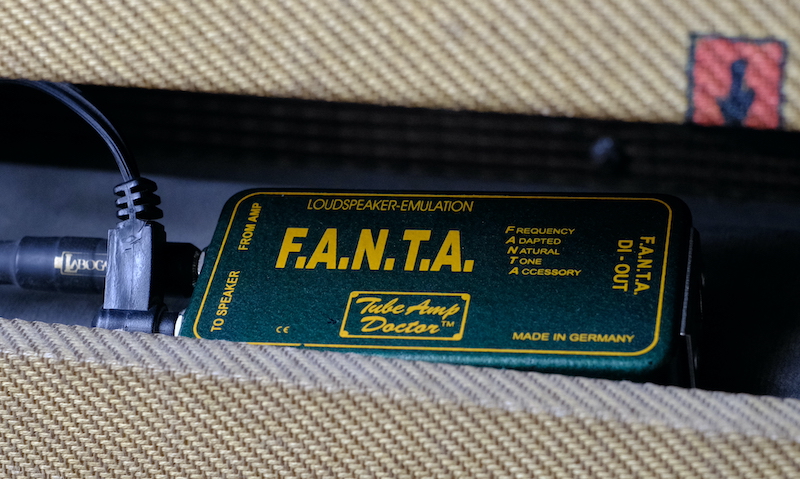 LOUDSPEAKER-EMULATION
FROM AMP
TO SPEAKER
F.A.N.T.A.
FREQUENCY
ADAPTED
NATURAL
TONE
ACCESSORY
F.A.N.T.A.
DI - OUT
Tube Amp
Doctor™
CE
MADE IN GERMANY